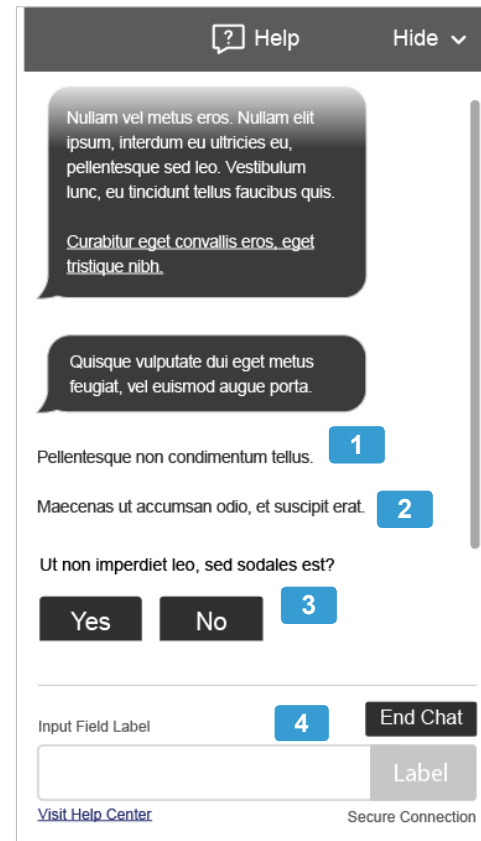 Help
Hide
Nullam vel metus eros. Nullam elit
ipsum, interdum eu ultricies eu,
pellentesque sed leo. Vestibulum
lunc, eu tincidunt tellus faucibus quis.
Curabitur eget convallis eros, eget
tristique nibh.
Quisque vulputate dui eget metus
feugiat, vel euismod augue porta.
Pellentesque non condimentum tellus. 1
Maecenas ut accumsan odio, et suscipit erat. 2
Ut non imperdiet leo, sed sodales est?
Yes No 3
Input Field Label 4 End Chat
Label
Visit Help Center Secure Connection